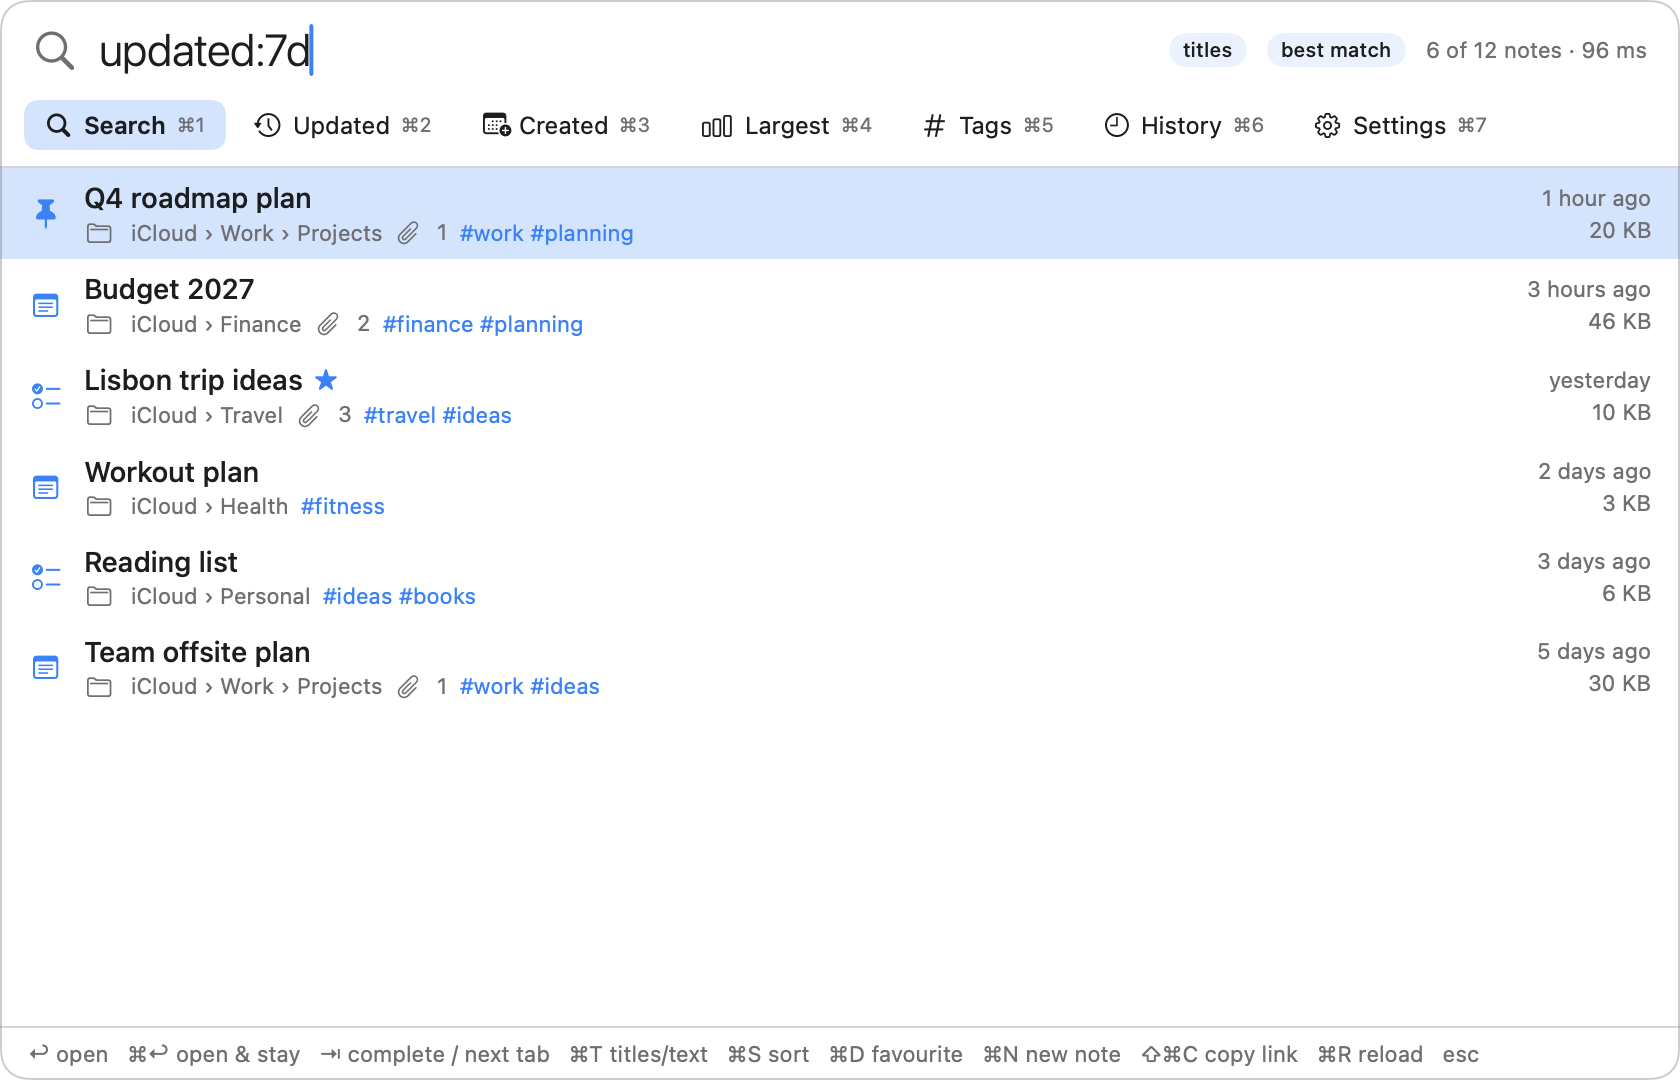 updated:7d
titles best match 6 of 12 notes · 96 ms
Search ⌘1 Updated ⌘2 Created ⌘3 Largest ⌘4 # Tags ⌘5 History ⌘6 Settings ⌘7
Q4 roadmap plan 1 hour ago
iCloud › Work › Projects 1 #work #planning 20 KB
Budget 2027 3 hours ago
iCloud › Finance 2 #finance #planning 46 KB
Lisbon trip ideas ★ yesterday
iCloud › Travel 3 #travel #ideas 10 KB
Workout plan 2 days ago
iCloud › Health #fitness 3 KB
Reading list 3 days ago
iCloud › Personal #ideas #books 6 KB
Team offsite plan 5 days ago
iCloud › Work › Projects 1 #work #ideas 30 KB
↩ open ⌘↩ open & stay ⇥ complete / next tab ⌘T titles/text ⌘S sort ⌘D favourite ⌘N new note ⇧⌘C copy link ⌘R reload esc